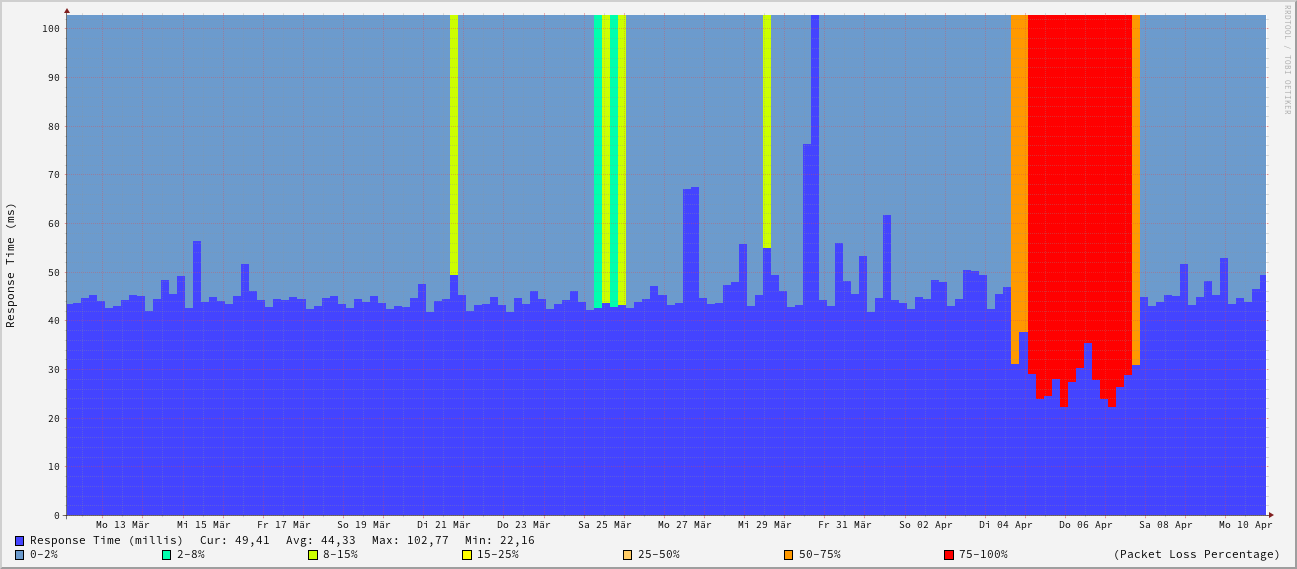 RRDTOOL / TOBI OETIKER
Response Time (ms)
100
90
80
70
60
50
40
30
20
10
0
Mo 13 Mär Mi 15 Mär Fr 17 Mär So 19 Mär Di 21 Mär Do 23 Mär Sa 25 Mär Mo 27 Mär Mi 29 Mär Fr 31 Mär So 02 Apr Di 04 Apr Do 06 Apr Sa 08 Apr Mo 10 Apr
Response Time (millis) Cur: 49,41 Avg: 44,33 Max: 102,77 Min: 22,16
0-2% 2-8% 8-15% 15-25% 25-50% 50-75% 75-100% (Packet Loss Percentage)